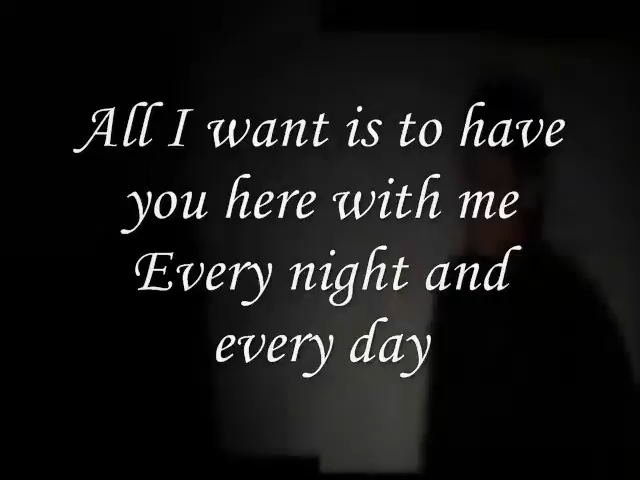 All I want is to have
you here with me
Every night and
every day